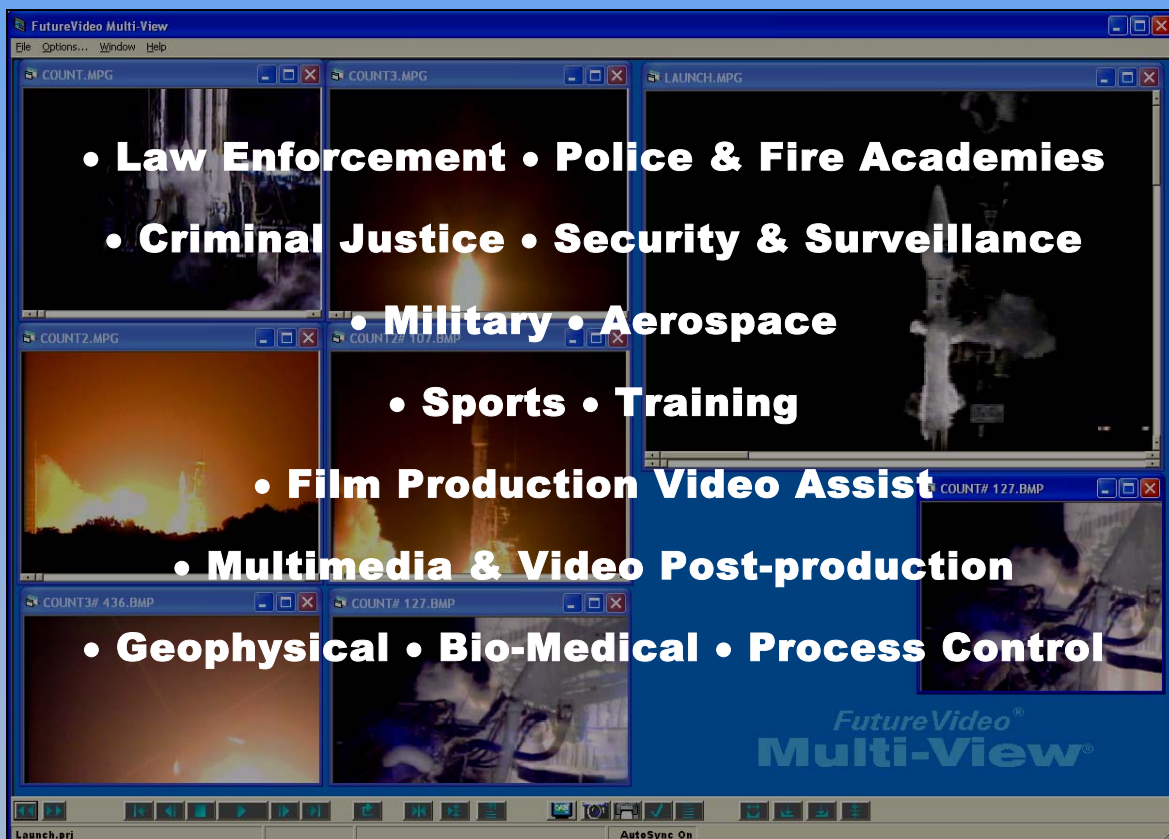 FutureVideo Multi-View
File Options... Window Help
COUNT.MPG
COUNT3.MPG
LAUNCH.MPG
• Law Enforcement • Police & Fire Academies
• Criminal Justice • Security & Surveillance
• Military • Aerospace
COUNT2.MPG
COUNT2# 107.BMP
• Sports • Training
• Film Production Video Assist
COUNT# 127.BMP
• Multimedia & Video Post-production
COUNT3# 436.BMP
COUNT# 127.BMP
• Geophysical • Bio-Medical • Process Control
FutureVideo®
Multi-View®
Launch.prj
AutoSync On